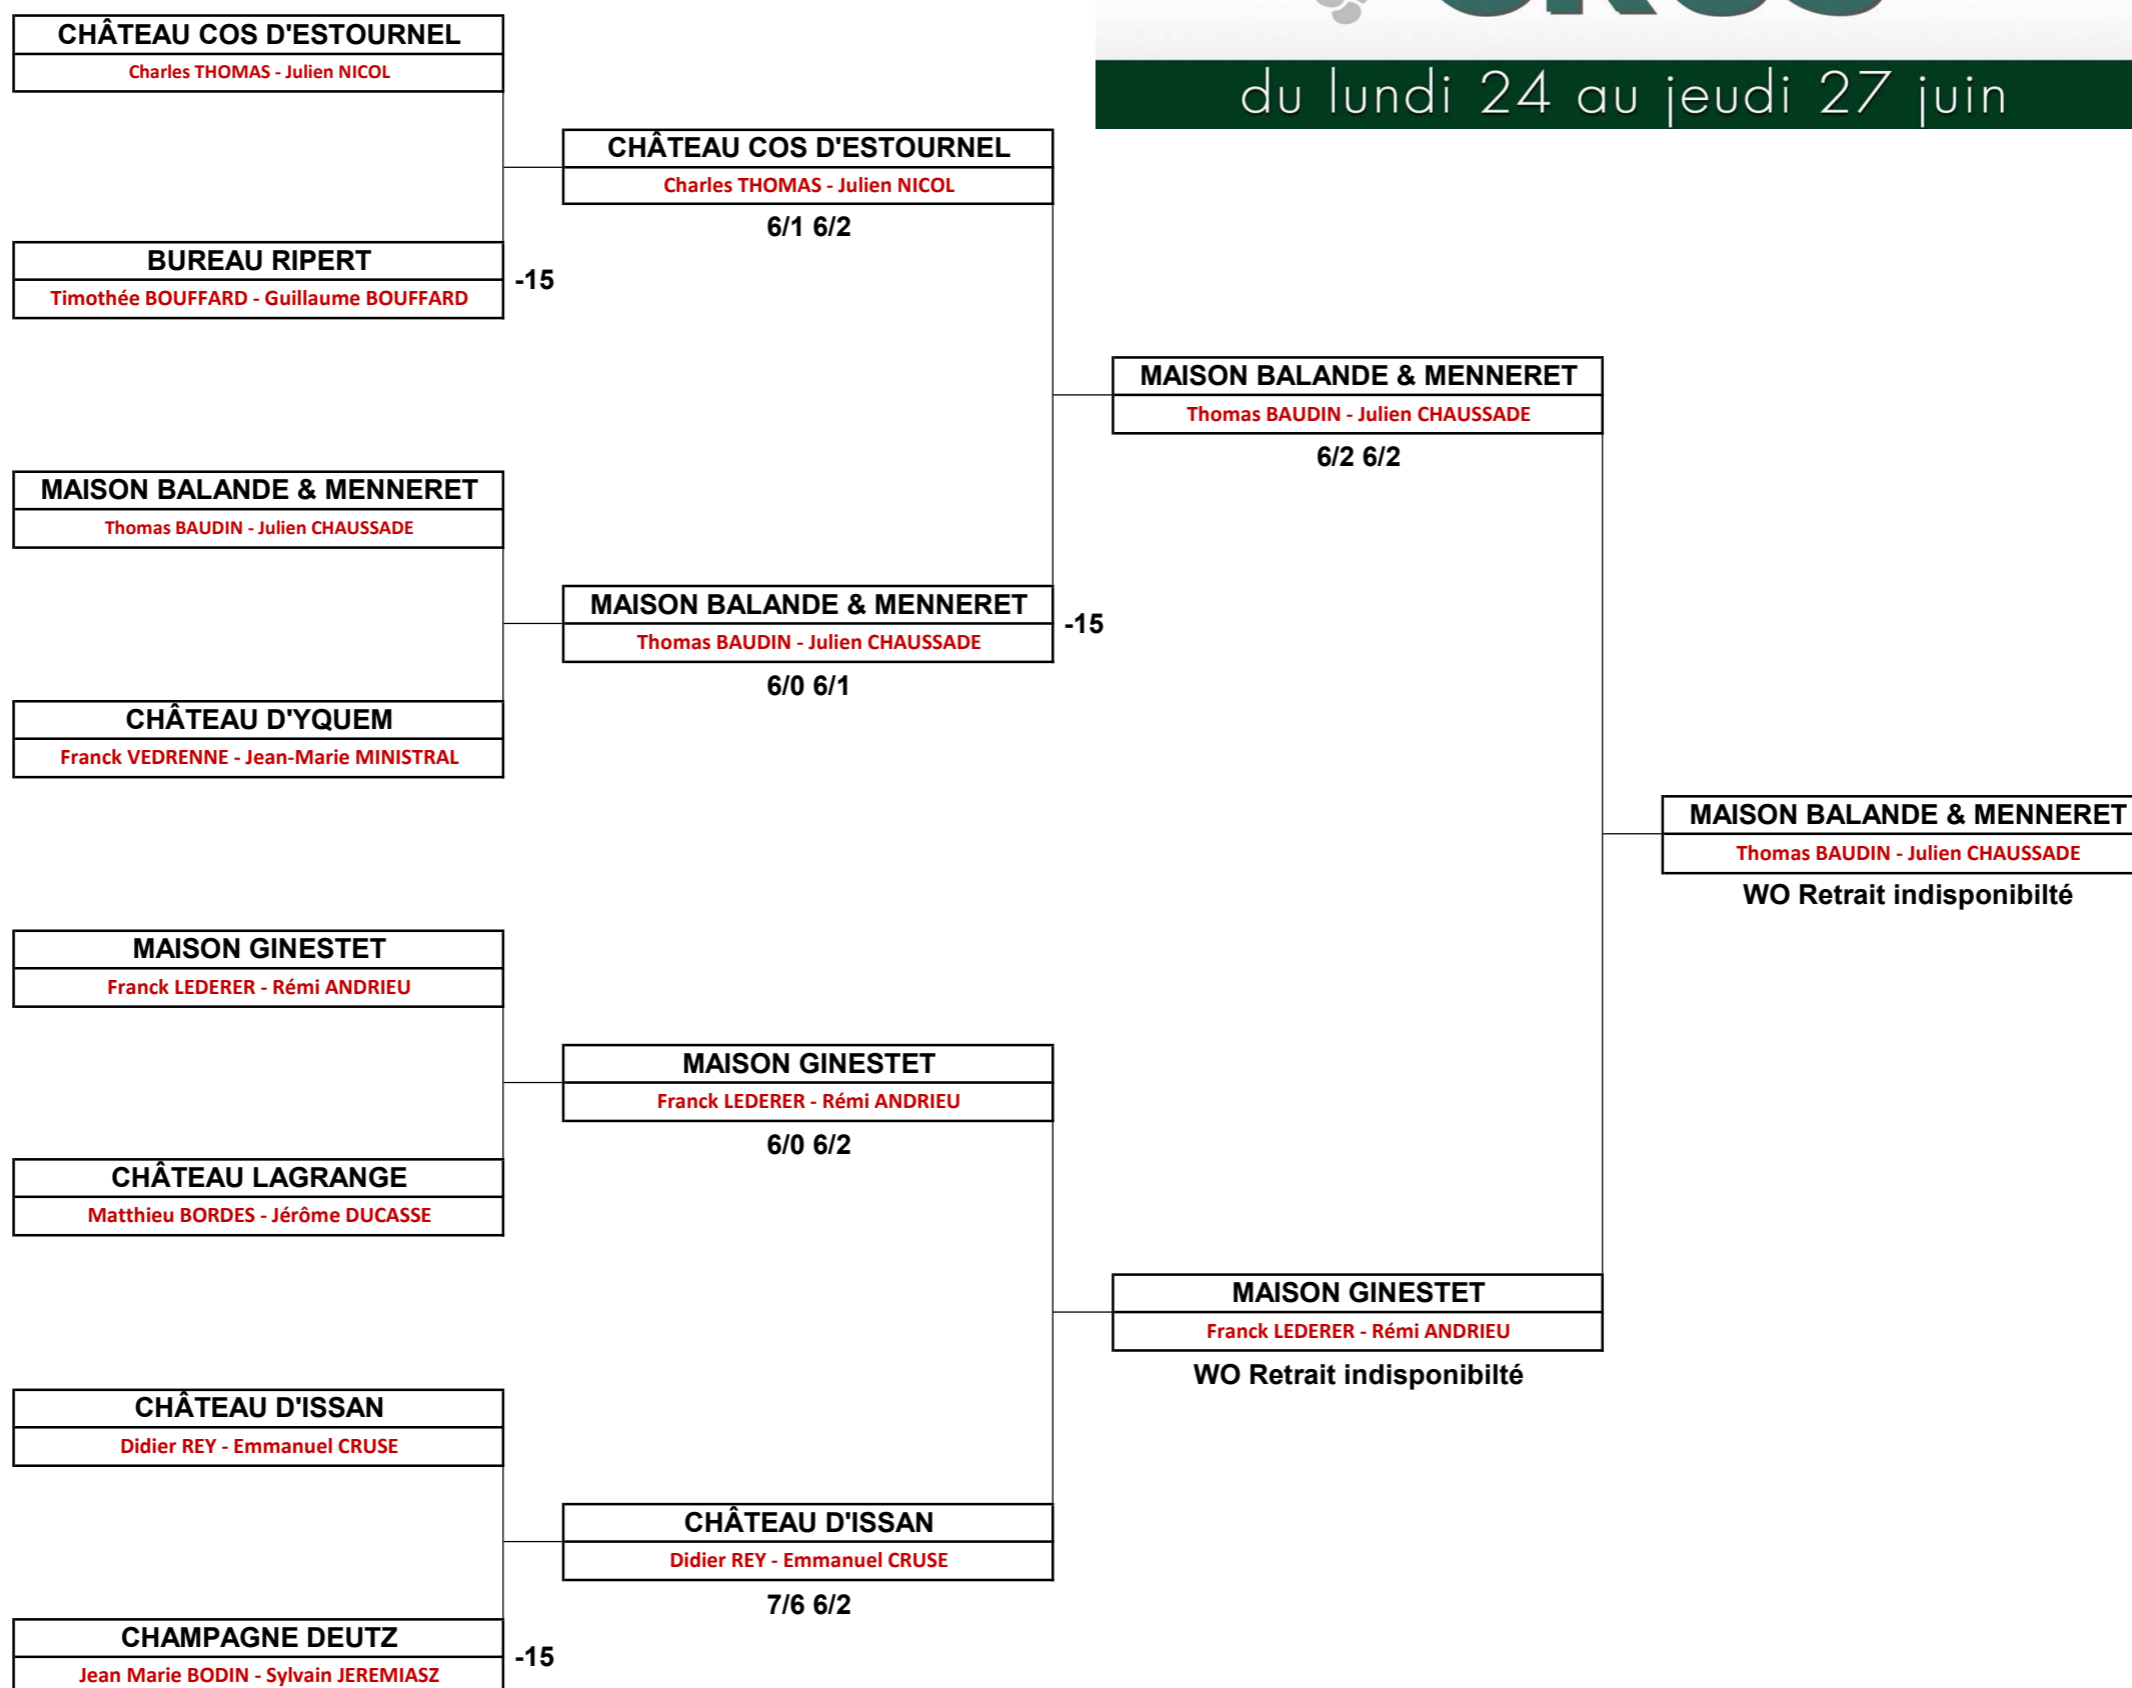 CHÂTEAU COS D'ESTOURNEL
Charles THOMAS - Julien NICOL
du lundi 24 au jeudi 27 juin
CHÂTEAU COS D'ESTOURNEL
Charles THOMAS - Julien NICOL
6/1 6/2
BUREAU RIPERT
-15
Timothée BOUFFARD - Guillaume BOUFFARD
MAISON BALANDE & MENNERET
Thomas BAUDIN - Julien CHAUSSADE
6/2 6/2
MAISON BALANDE & MENNERET
Thomas BAUDIN - Julien CHAUSSADE
MAISON BALANDE & MENNERET
-15
Thomas BAUDIN - Julien CHAUSSADE
6/0 6/1
CHÂTEAU D'YQUEM
Franck VEDRENNE - Jean-Marie MINISTRAL
MAISON BALANDE & MENNERET
Thomas BAUDIN - Julien CHAUSSADE
WO Retrait indisponibilté
MAISON GINESTET
Franck LEDERER - Rémi ANDRIEU
MAISON GINESTET
Franck LEDERER - Rémi ANDRIEU
6/0 6/2
CHÂTEAU LAGRANGE
Matthieu BORDES - Jérôme DUCASSE
MAISON GINESTET
Franck LEDERER - Rémi ANDRIEU
WO Retrait indisponibilté
CHÂTEAU D'ISSAN
Didier REY - Emmanuel CRUSE
CHÂTEAU D'ISSAN
Didier REY - Emmanuel CRUSE
7/6 6/2
CHAMPAGNE DEUTZ
-15
Jean Marie BODIN - Sylvain JEREMIASZ